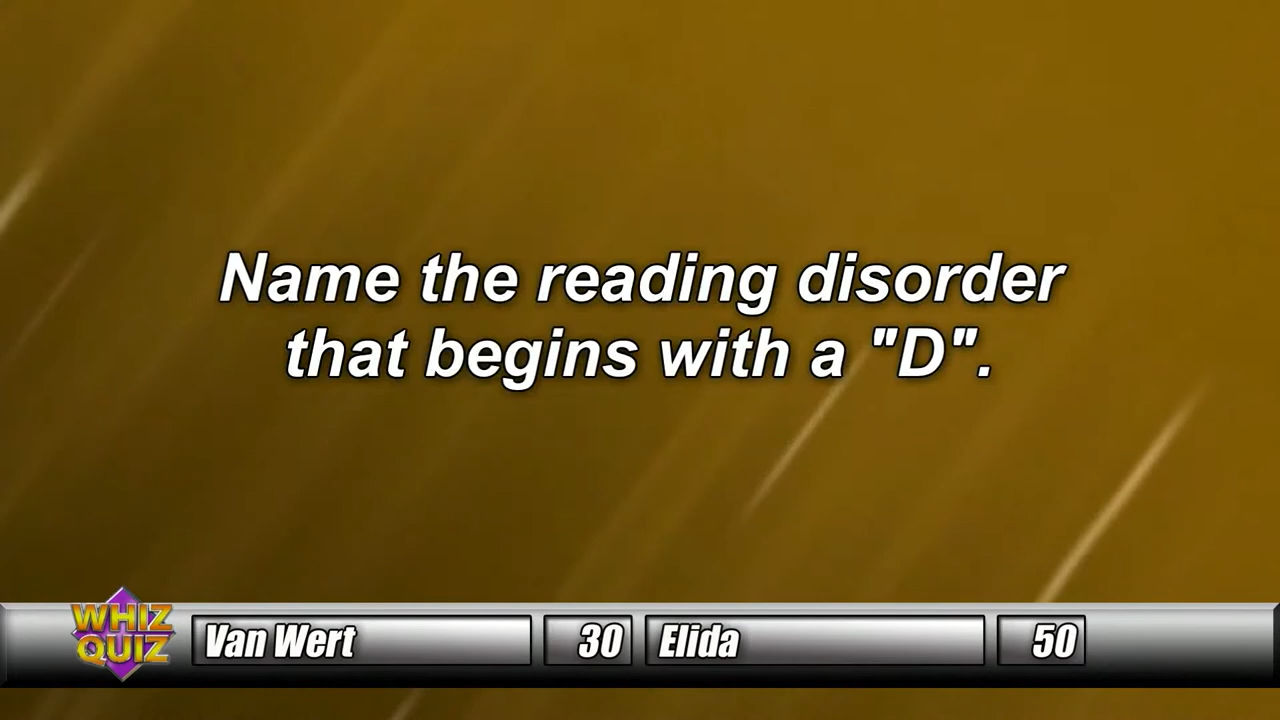 Name the reading disorder
that begins with a "D".
WHIZ
QUIZ
Van Wert 30 Elida 50